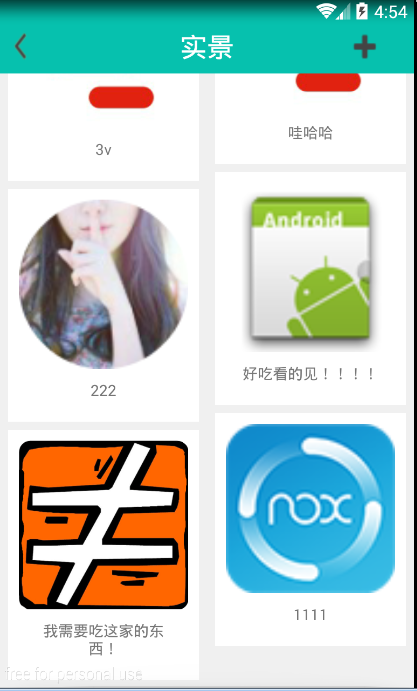 4:54
实景
3v
哇哈哈
Android
222
好吃看的见！！！！
nox
1111
我需要吃这家的东
西！
free for personal use